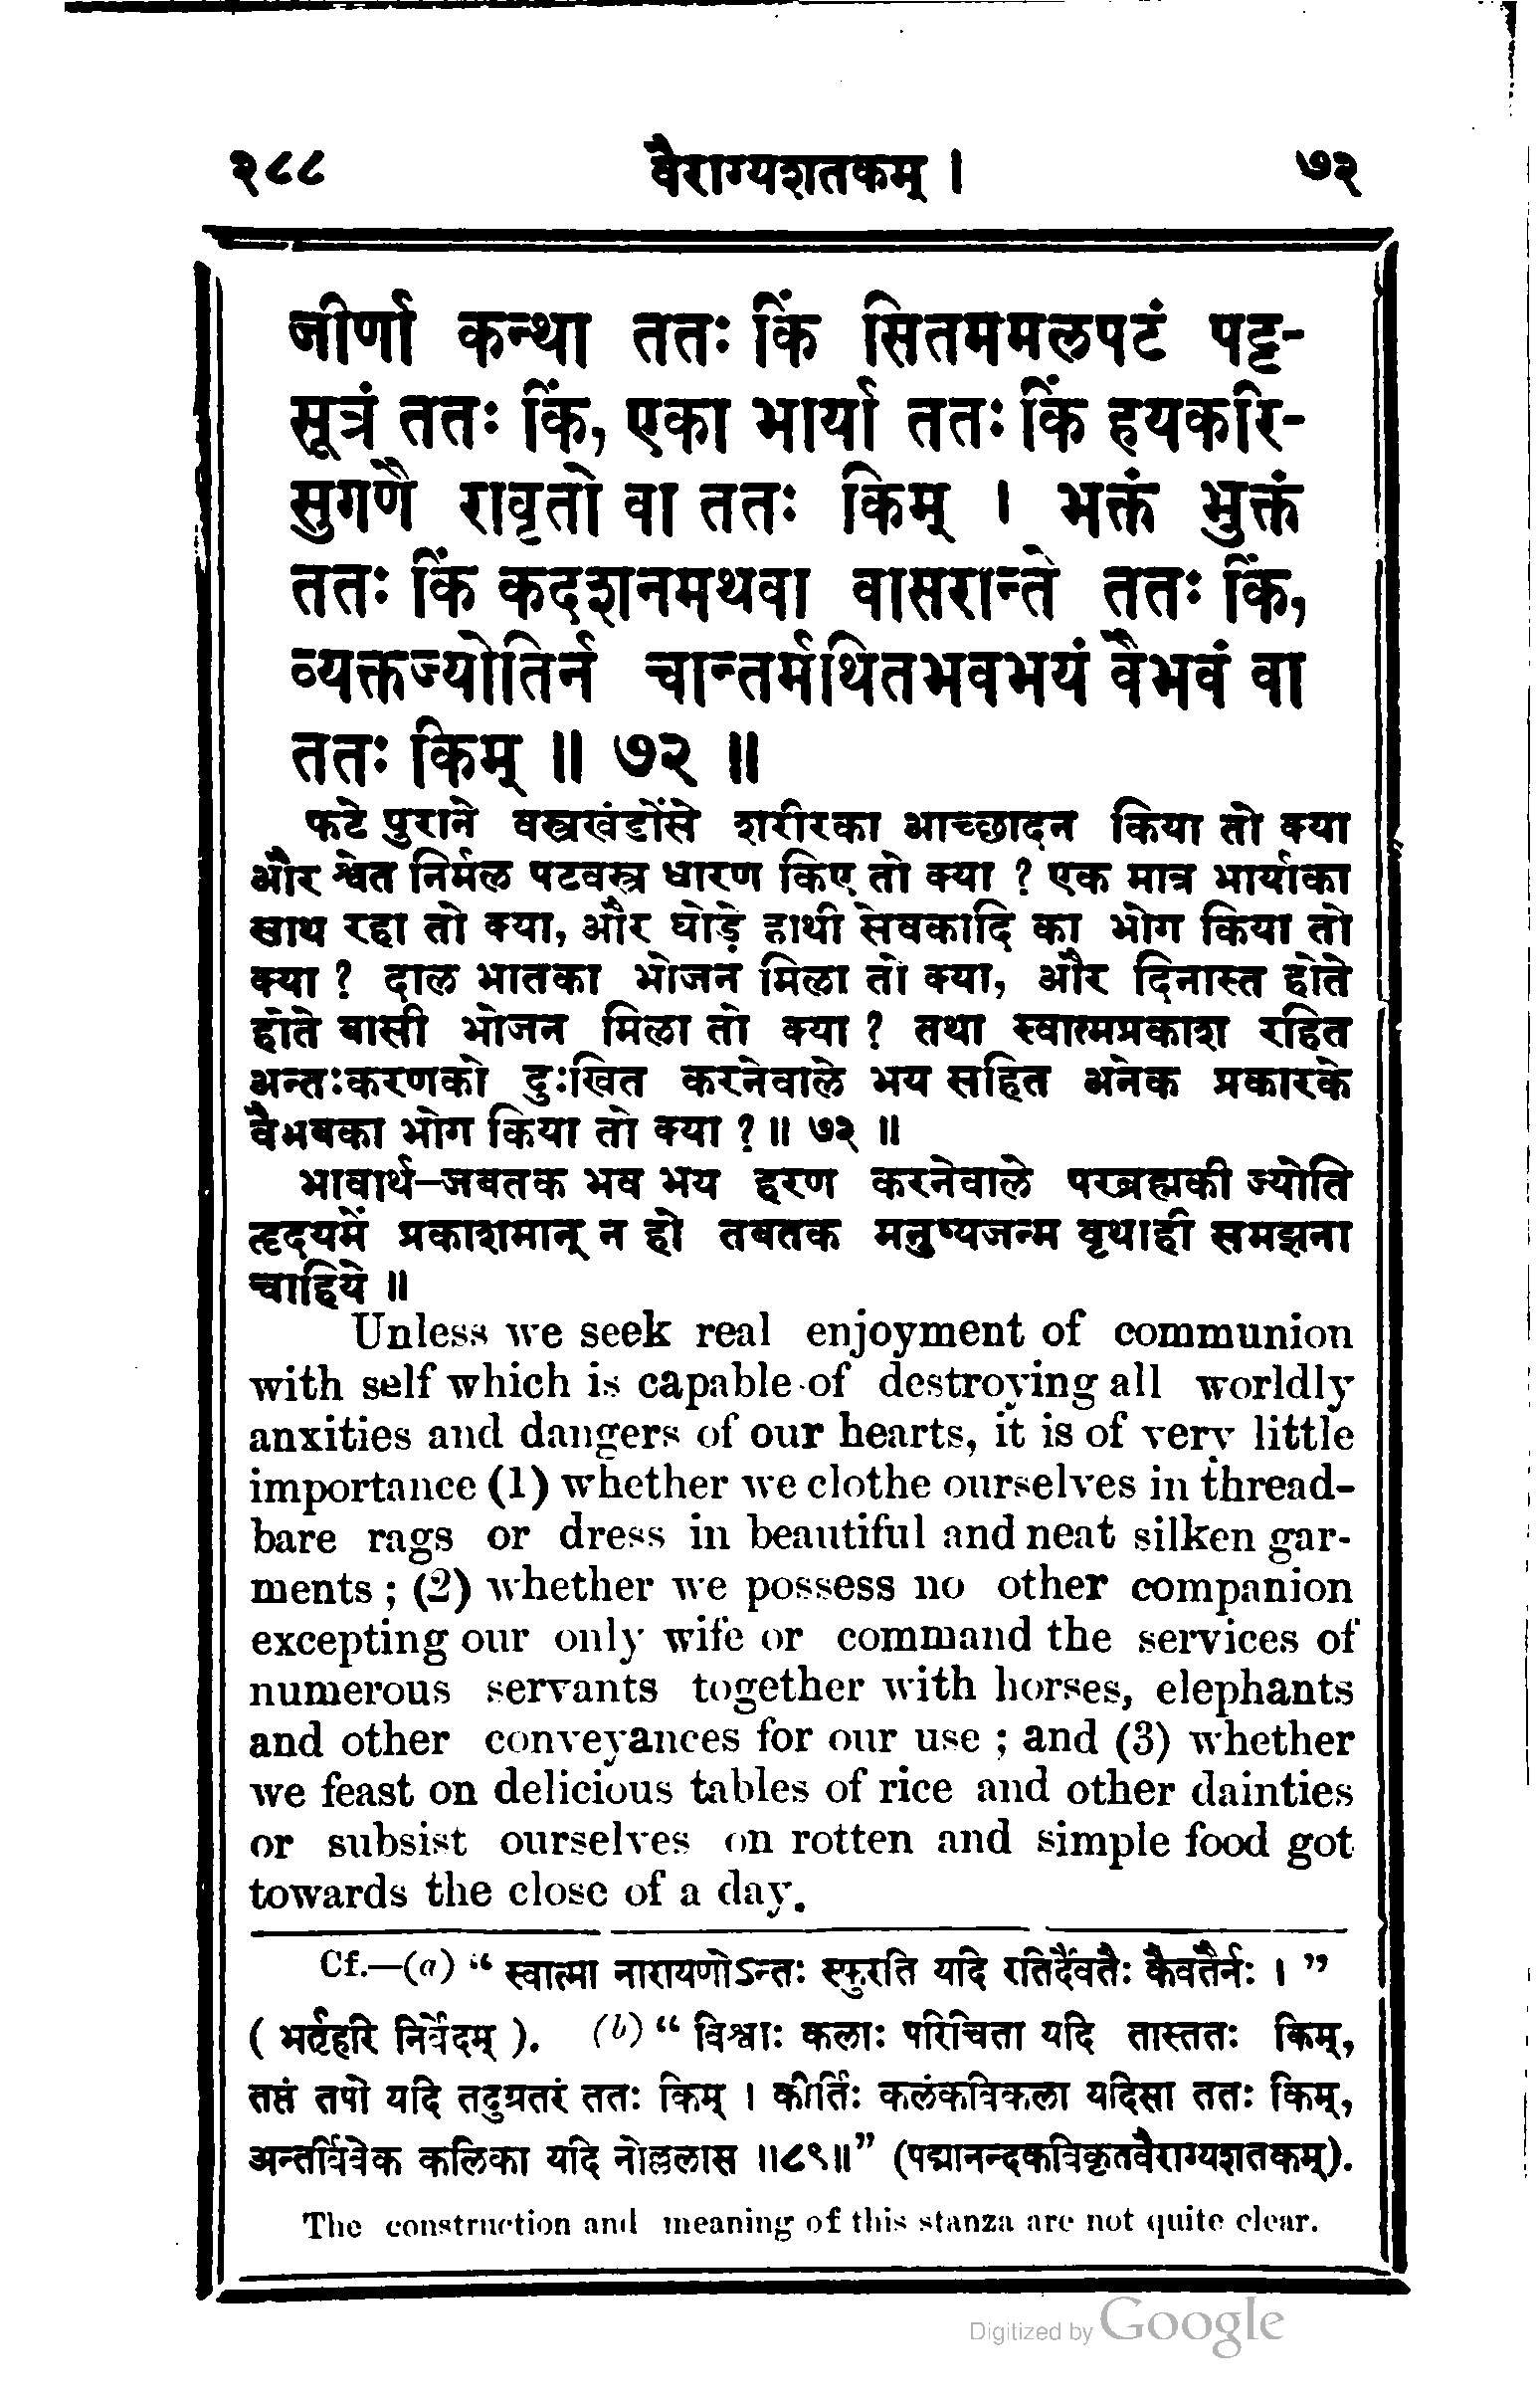 २८८ वैराग्यशतकम् । ७२
जीर्णा कन्था ततः किं सितममलपटं पट्ट-
सूत्रं ततः किं, एका भार्या ततः किं हयकरि-
सुगणै रावृतो वा ततः किम् । भक्तं भुक्तं
ततः किं कदशनमथवा वासरान्ते ततः किं,
व्यक्तज्योतिर्न चान्तर्मथितभवभयं वैभवं वा
ततः किम् ॥ ७२ ॥
फटे पुराने वस्त्रखंडोंसे शरीरका आच्छादन किया तो क्या
और श्वेत निर्मल पटवस्त्र धारण किए तो क्या ? एक मात्र भार्याका
साथ रहा तो क्या, और घोड़े हाथी सेवकादि का भोग किया तो
क्या ? दाल भातका भोजन मिला तो क्या, और दिनास्त होते
होते बासी भोजन मिला तो क्या ? तथा स्वात्मप्रकाश रहित
अन्तःकरणको दुःखित करनेवाले भय सहित अनेक प्रकारके
वैभवका भोग किया तो क्या ? ॥ ७२ ॥
भावार्थ—जबतक भव भय हरण करनेवाले परब्रह्मकी ज्योति
हृदयमें प्रकाशमान् न हो तबतक मनुष्यजन्म वृथाही समझना
चाहिये ॥
Unless we seek real enjoyment of communion
with self which is capable of destroying all worldly
anxities and dangers of our hearts, it is of very little
importance (1) whether we clothe ourselves in thread-
bare rags or dress in beautiful and neat silken gar-
ments ; (2) whether we possess no other companion
excepting our only wife or command the services of
numerous servants together with horses, elephants
and other conveyances for our use ; and (3) whether
we feast on delicious tables of rice and other dainties
or subsist ourselves on rotten and simple food got
towards the close of a day.
Cf.—(a) “ स्वात्मा नारायणोऽन्तः स्फुरति यदि रतिर्दैवतैः कैवतैर्नः । ”
( भर्तृहरि निर्वेदम् ). (b) “ विश्वाः कलाः परिचिता यदि तास्ततः किम्,
तप्तं तपो यदि तदुग्रतरं ततः किम् । कीर्तिः कलंकविकला यदिसा ततः किम्,
अन्तर्विवेक कलिका यदि नोल्ललास ॥८९॥” (पद्मानन्दकविकृतवैराग्यशतकम्).
The construction and meaning of this stanza are not quite clear.
Digitized by Google